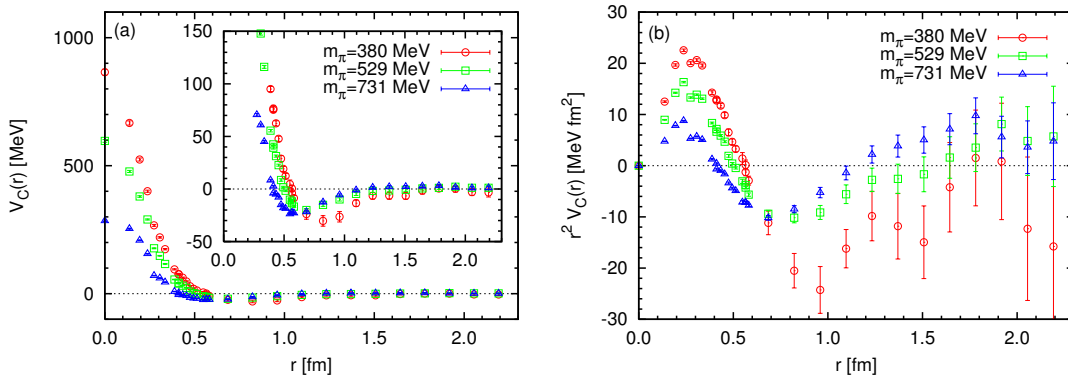 (a)
V_C(r) [MeV]
1000
500
0
0.0 0.5 1.0 1.5 2.0
r [fm]
150
100
50
0
-50
0.0 0.5 1.0 1.5 2.0
m_π=380 MeV
m_π=529 MeV
m_π=731 MeV
(b)
r² V_C(r) [MeV fm²]
30
20
10
0
-10
-20
-30
0.0 0.5 1.0 1.5 2.0
r [fm]
m_π=380 MeV
m_π=529 MeV
m_π=731 MeV